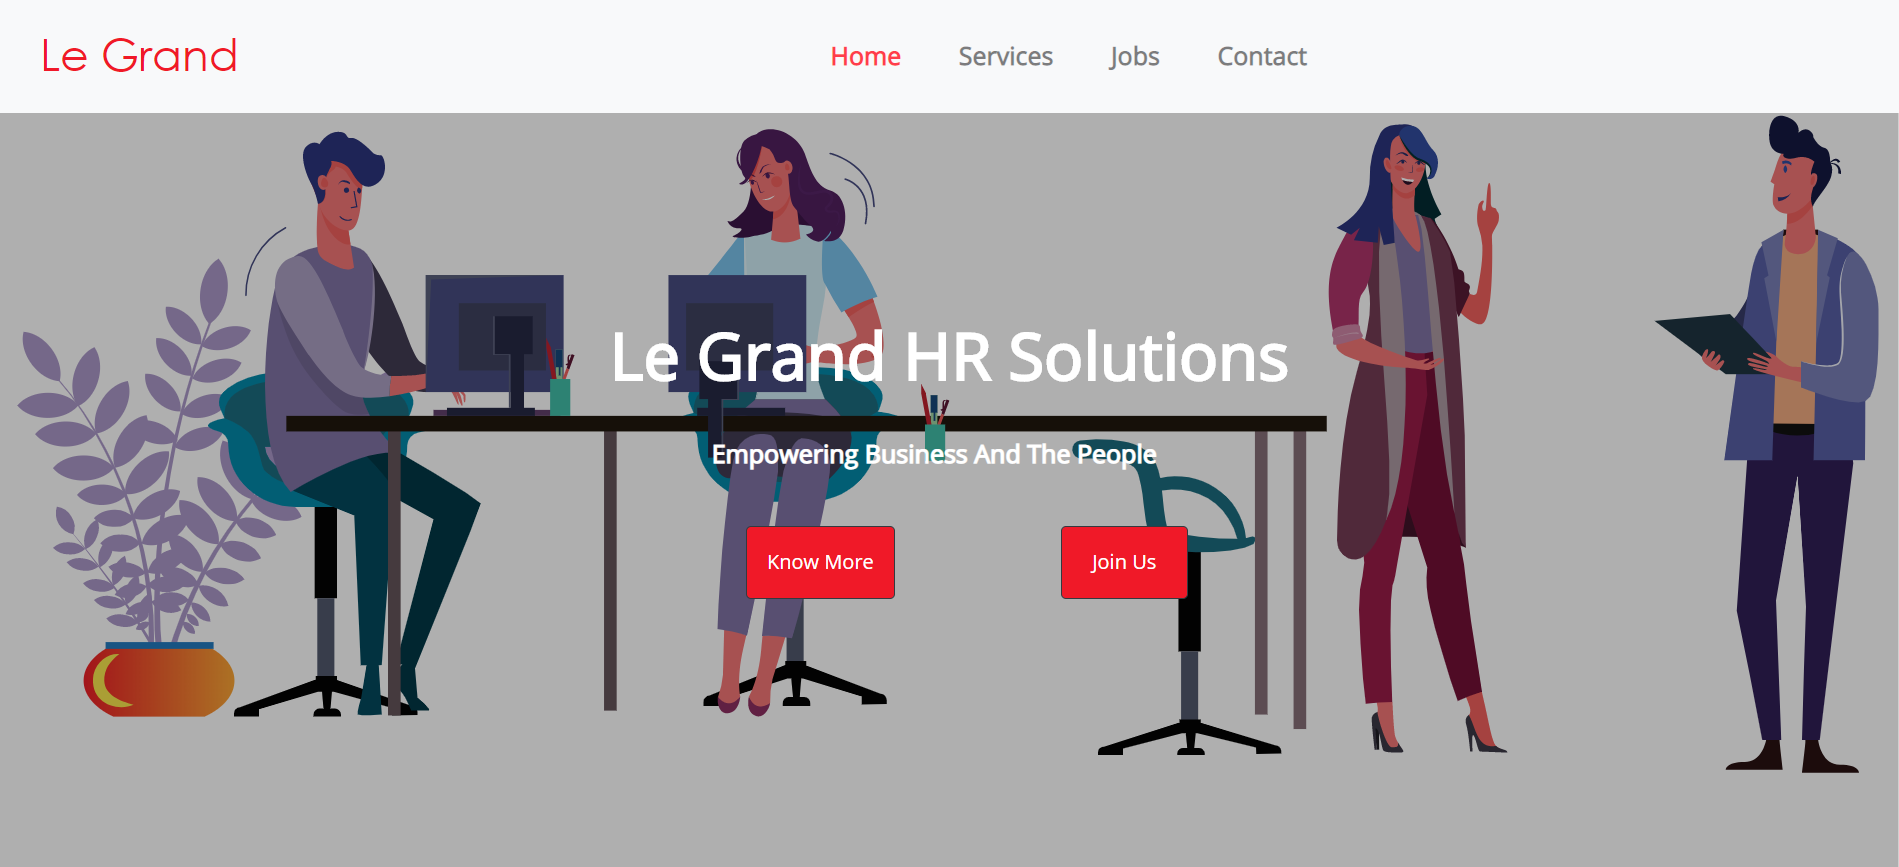 Le Grand
Home Services Jobs Contact
Le Grand HR Solutions
Empowering Business And The People
Know More
Join Us